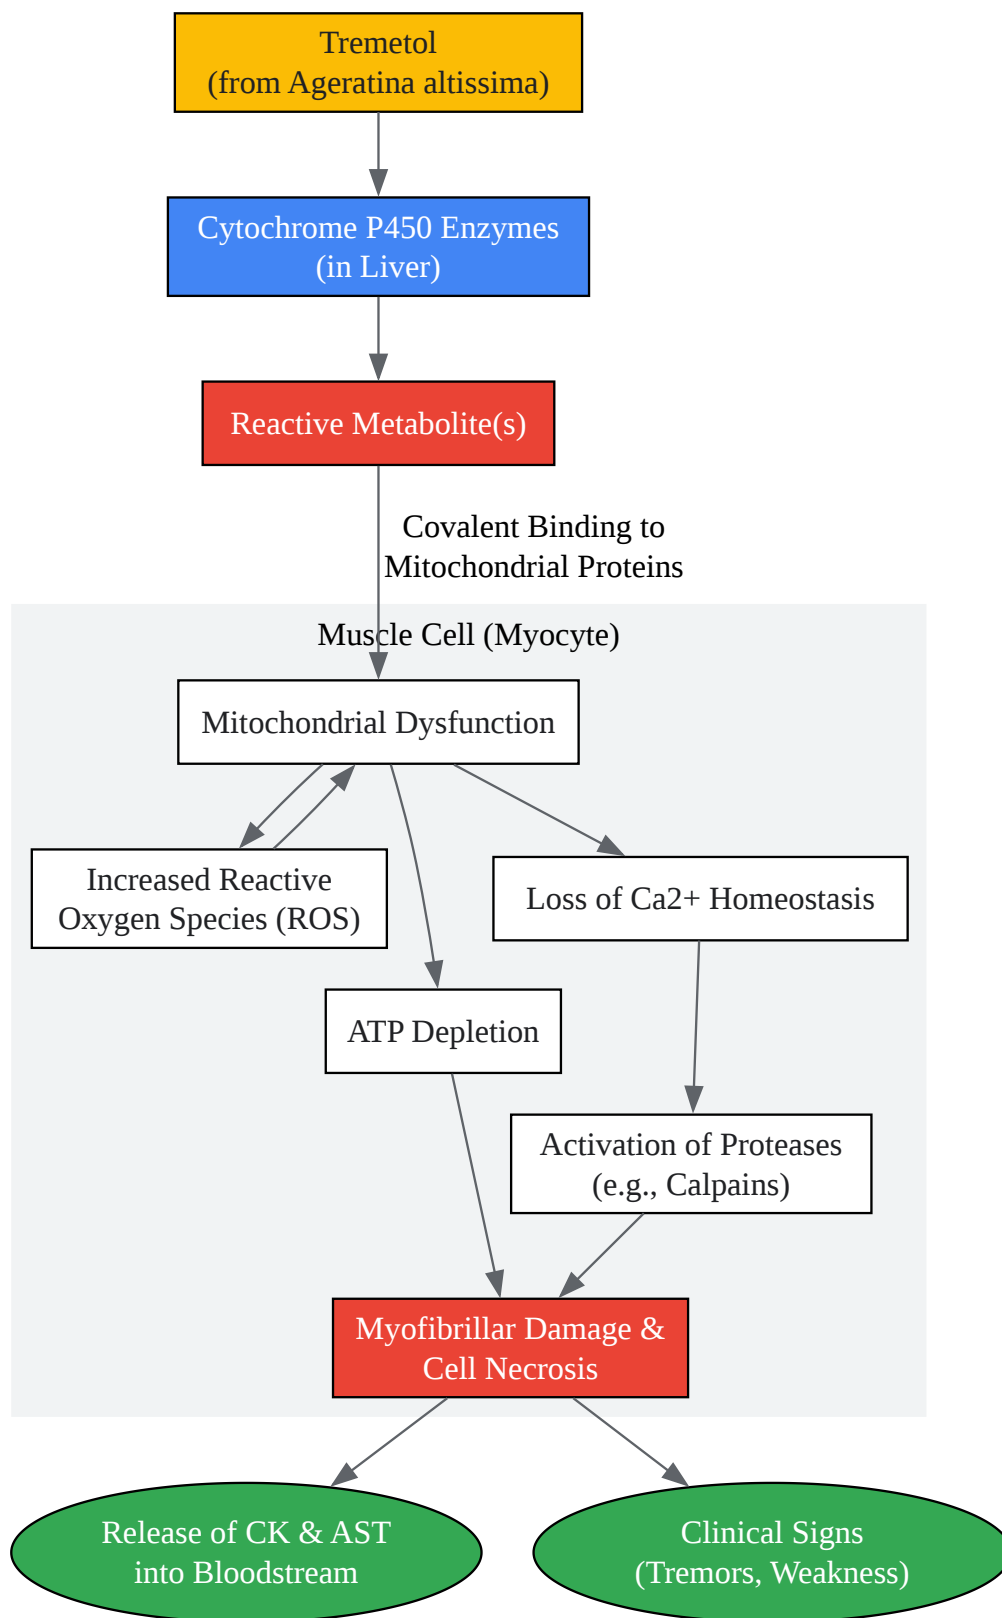 Tremetol
(from Ageratina altissima)
Cytochrome P450 Enzymes
(in Liver)
Reactive Metabolite(s)
Covalent Binding to
Mitochondrial Proteins
Muscle Cell (Myocyte)
Mitochondrial Dysfunction
Increased Reactive
Oxygen Species (ROS)
Loss of Ca2+ Homeostasis
ATP Depletion
Activation of Proteases
(e.g., Calpains)
Myofibrillar Damage &
Cell Necrosis
Release of CK & AST
into Bloodstream
Clinical Signs
(Tremors, Weakness)